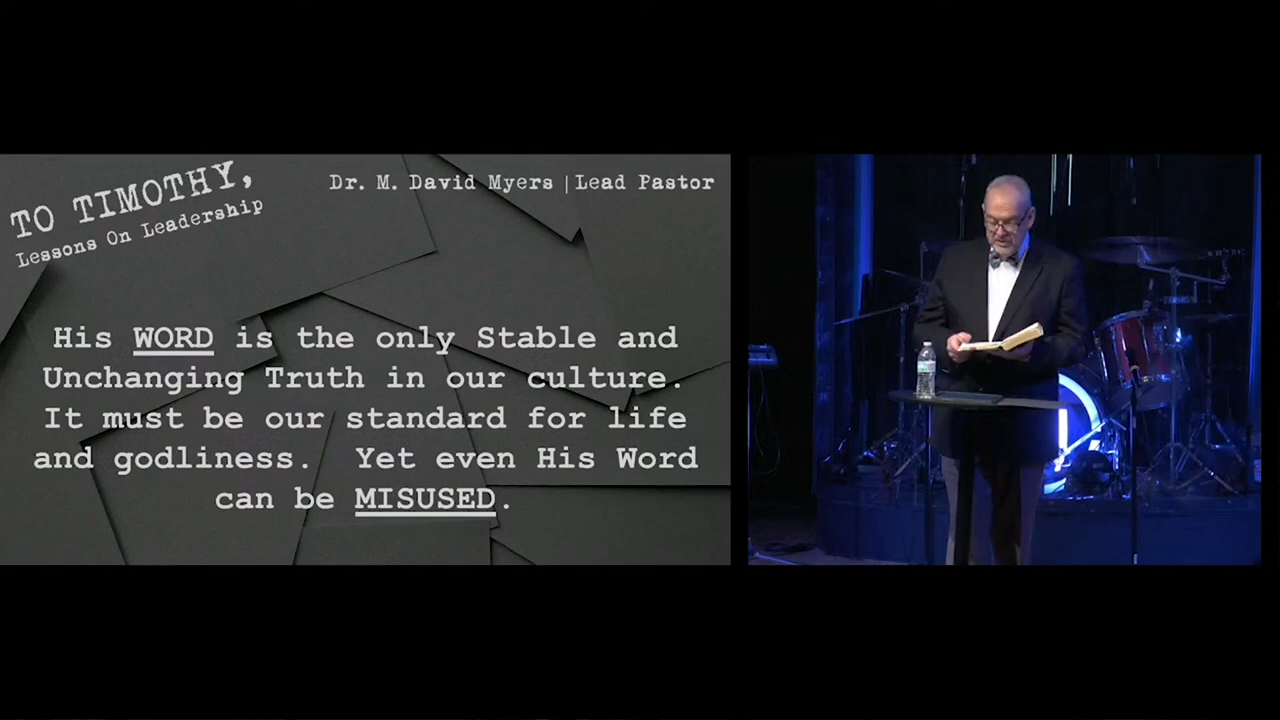 TO TIMOTHY,
Lessons On Leadership
Dr. M. David Myers |Lead Pastor
His WORD is the only Stable and
Unchanging Truth in our culture.
It must be our standard for life
and godliness. Yet even His Word
can be MISUSED.